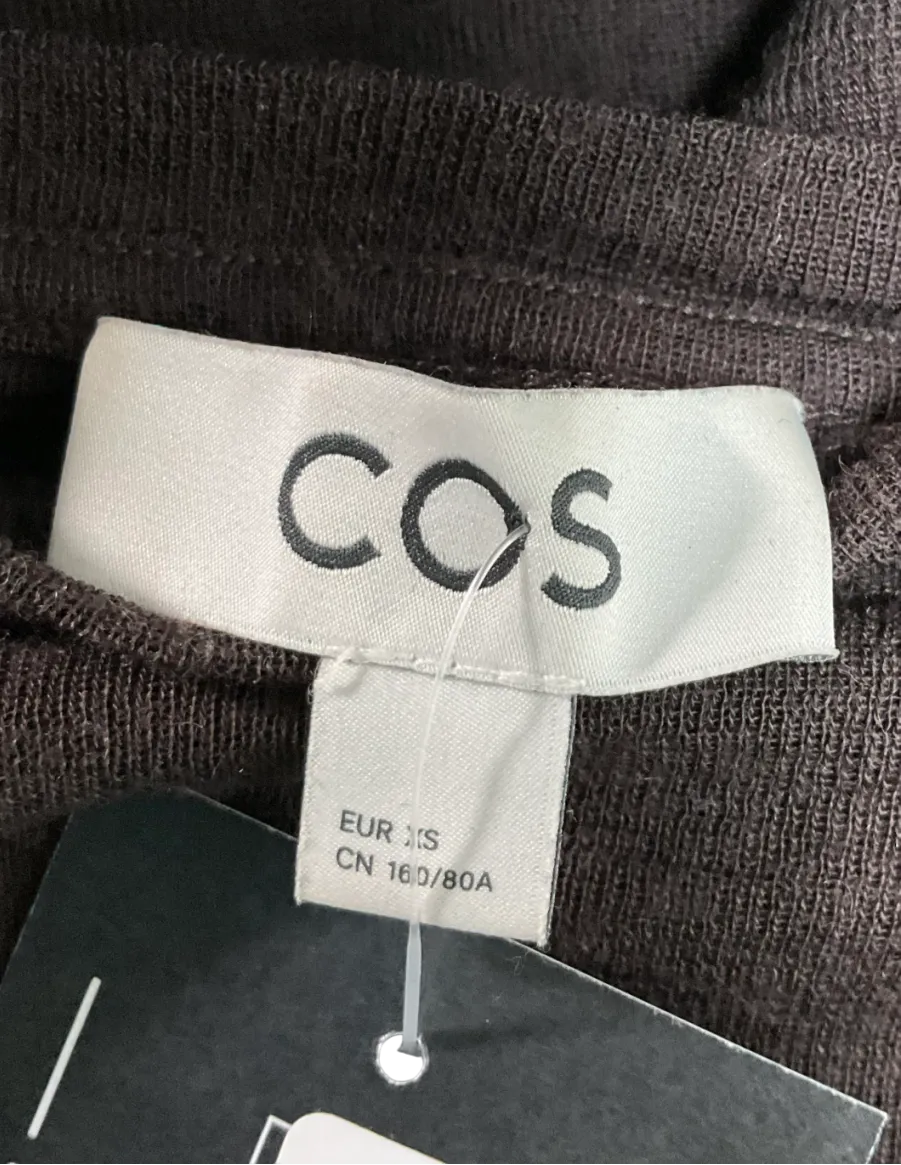 COS
EUR XS
CN 160/80A